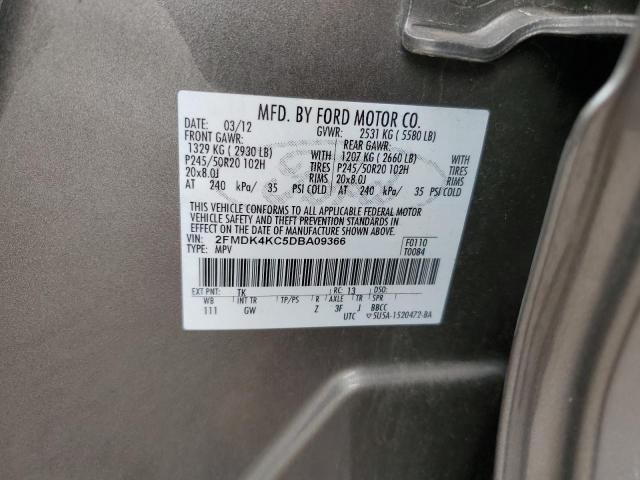 MFD. BY FORD MOTOR CO.
DATE: 03/12 GVWR: 2531 KG ( 5580 LB)
FRONT GAWR: REAR GAWR:
1329 KG ( 2930 LB) 1207 KG ( 2660 LB)
P245/50R20 102H TIRES P245/50R20 102H TIRES
20x8.0J RIMS 20x8.0J RIMS
AT 240 kPa/ 35 PSI COLD AT 240 kPa/ 35 PSI COLD
THIS VEHICLE CONFORMS TO ALL APPLICABLE FEDERAL MOTOR
VEHICLE SAFETY AND THEFT PREVENTION STANDARDS IN
EFFECT ON THE DATE OF MANUFACTURE SHOWN ABOVE.
VIN: 2FMDK4KC5DBA09366 F0110
TYPE: MPV T0084
EXT PNT: TK RC: 13 DSO:
WB INT TR TP/PS R AXLE TR SPR
111 GW Z 3F J BBCC
UTC ▽5U5A-1520472-BA